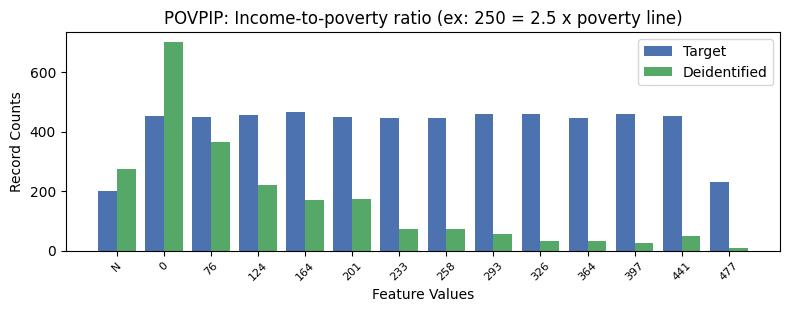 POVPIP: Income-to-poverty ratio (ex: 250 = 2.5 x poverty line)
Target
Deidentified
Record Counts
600
400
200
0
N 0 76 124 164 201 233 258 293 326 364 397 441 477
Feature Values